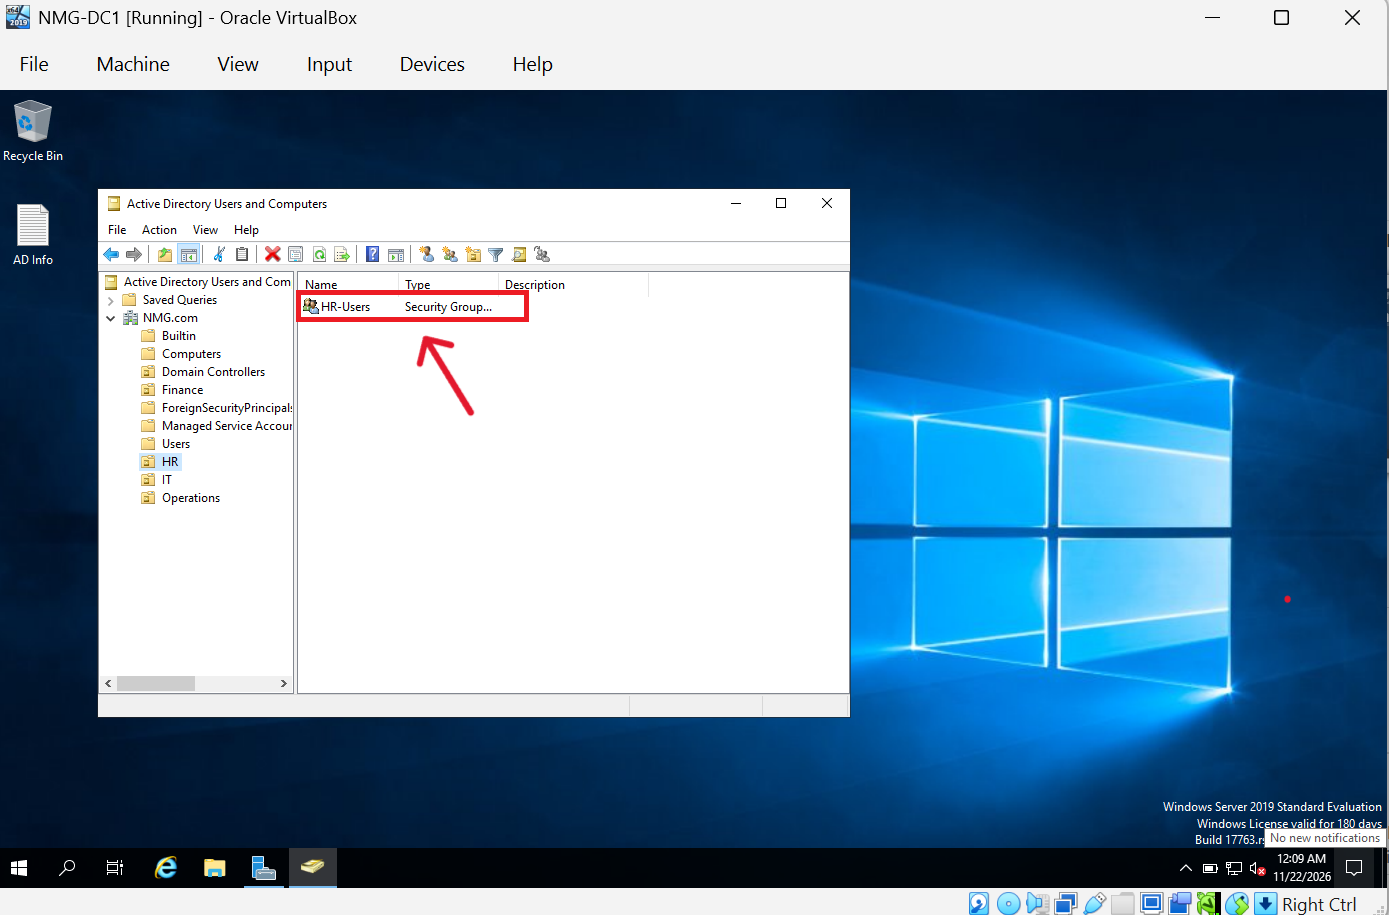 NMG-DC1 [Running] - Oracle VirtualBox
File Machine View Input Devices Help
Recycle Bin
AD Info
Active Directory Users and Computers
File Action View Help
Active Directory Users and Com
Saved Queries
NMG.com
Builtin
Computers
Domain Controllers
Finance
ForeignSecurityPrincipals
Managed Service Accour
Users
HR
IT
Operations
Name Type Description
HR-Users Security Group...
Windows Server 2019 Standard Evaluation
Windows License valid for 180 days
Build 17763.rs
No new notifications
12:09 AM
11/22/2026
Right Ctrl